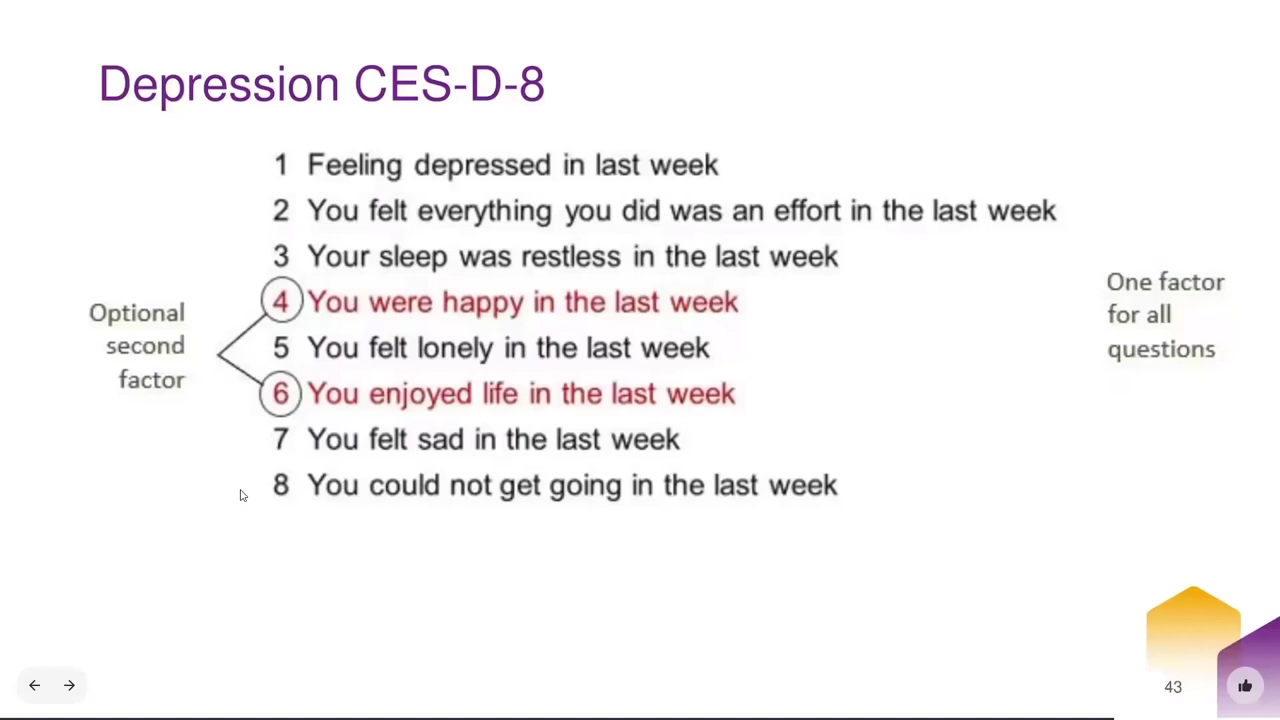 Depression CES-D-8
1 Feeling depressed in last week
2 You felt everything you did was an effort in the last week
3 Your sleep was restless in the last week
4 You were happy in the last week
5 You felt lonely in the last week
6 You enjoyed life in the last week
7 You felt sad in the last week
8 You could not get going in the last week
Optional
second
factor
One factor
for all
questions
43